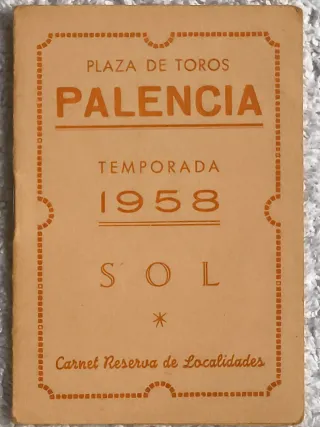 PLAZA DE TOROS
PALENCIA
TEMPORADA
1958
SOL
*
Carnet Reserva de Localidades